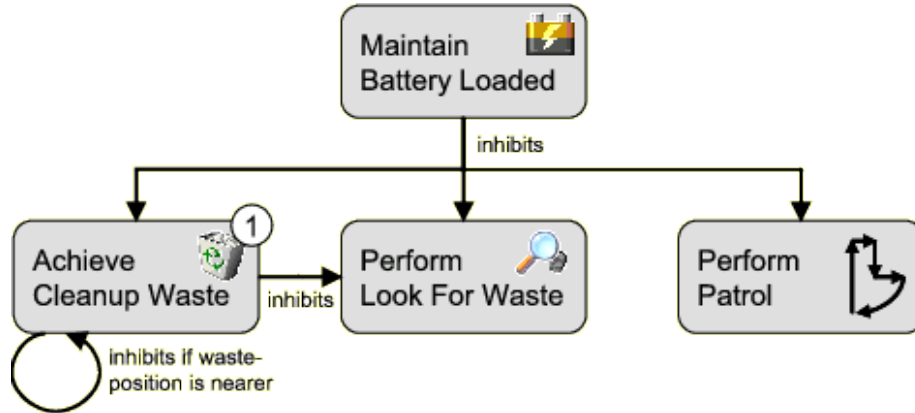 Maintain
Battery Loaded
inhibits
1
Achieve
Cleanup Waste
inhibits
Perform
Look For Waste
Perform
Patrol
inhibits if waste-
position is nearer